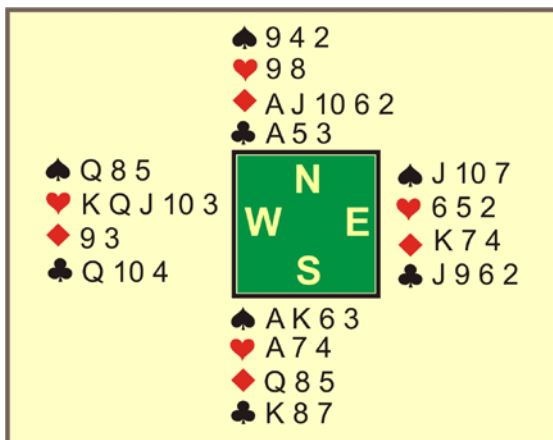 ♠ 9 4 2
♥ 9 8
♦ A J 10 6 2
♣ A 5 3
♠ Q 8 5
♥ K Q J 10 3
♦ 9 3
♣ Q 10 4
N
W E
S
♠ J 10 7
♥ 6 5 2
♦ K 7 4
♣ J 9 6 2
♠ A K 6 3
♥ A 7 4
♦ Q 8 5
♣ K 8 7